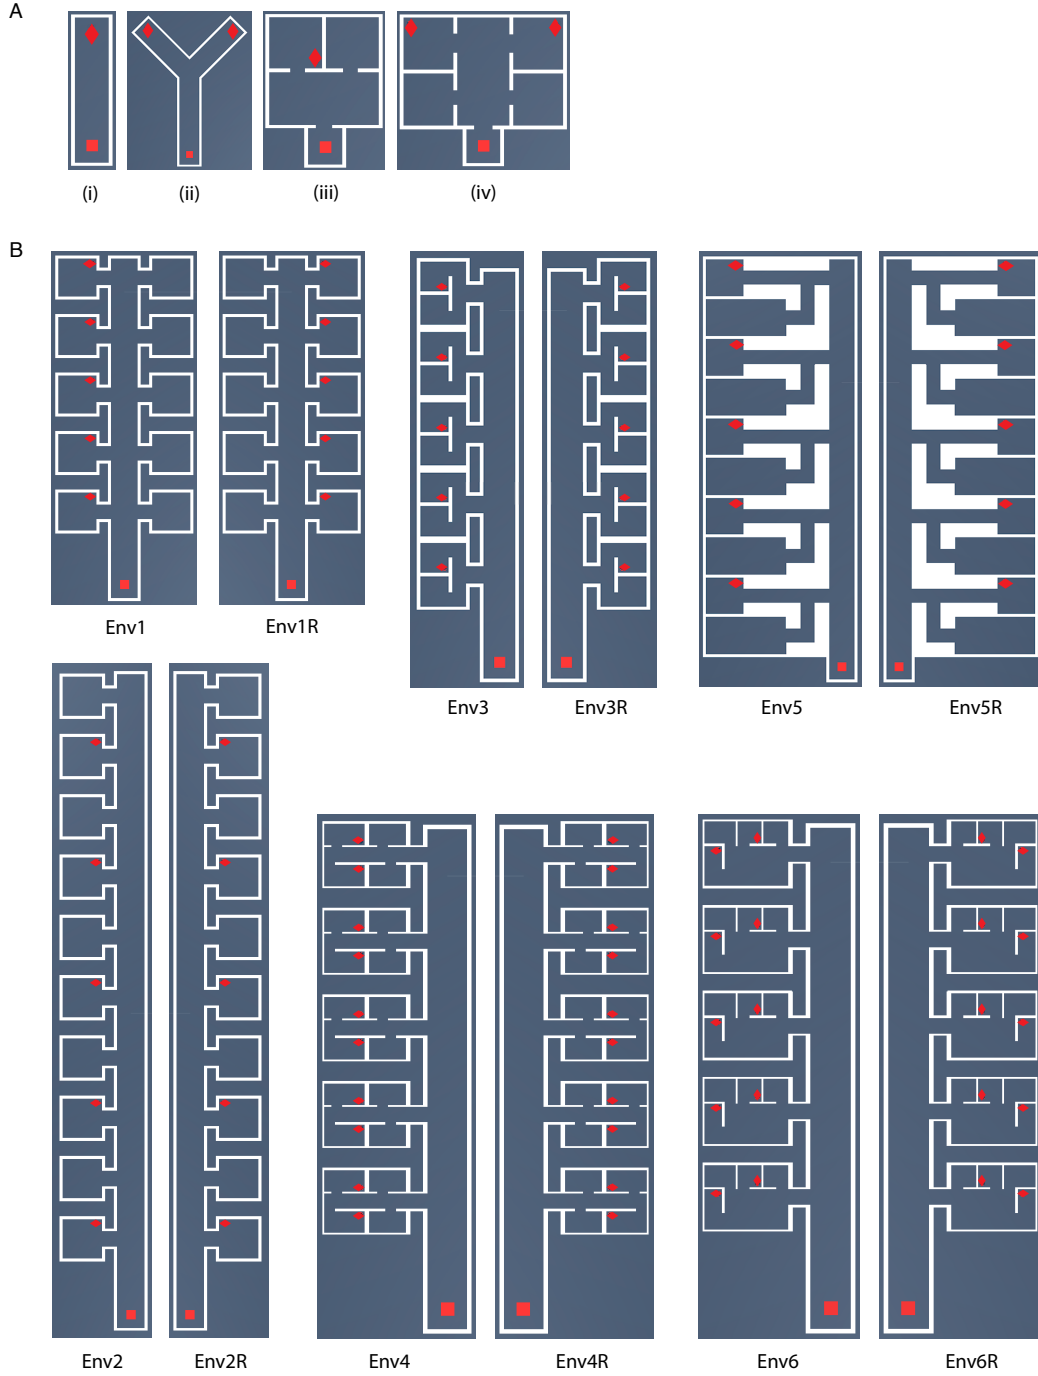 A
(i) (ii) (iii) (iv)
B
Env1 Env1R
Env3 Env3R Env5 Env5R
Env2 Env2R Env4 Env4R Env6 Env6R